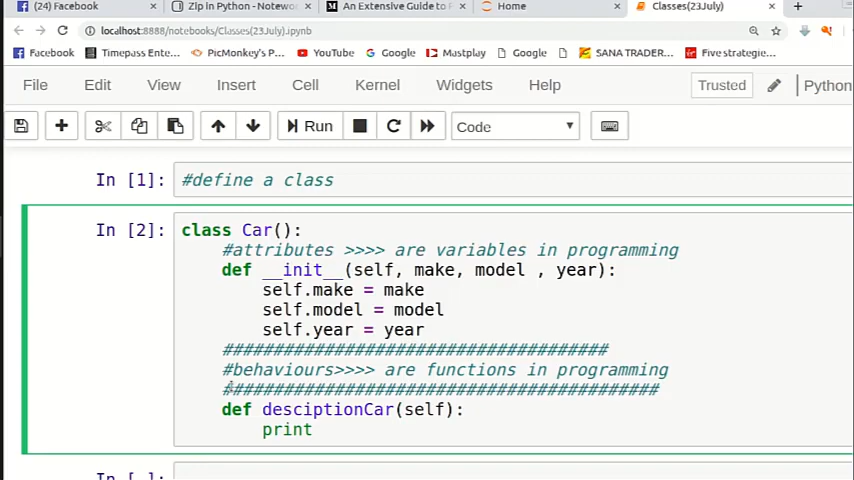 (24) Facebook × Zip in Python - Notewo × An Extensive Guide to P × Home × Classes(23July) × +
localhost:8888/notebooks/Classes(23July).ipynb
Facebook Timepass Ente.. PicMonkey's P... YouTube Google Mastplay Google SANA TRADER... Five strategie...
File Edit View Insert Cell Kernel Widgets Help Trusted Python
Run Code
In [1]: #define a class
In [2]: class Car():
#attributes >>>> are variables in programming
def __init__(self, make, model , year):
self.make = make
self.model = model
self.year = year
######################################
#behaviours>>>> are functions in programming
###########################################
def desciptionCar(self):
print
In [ ]: